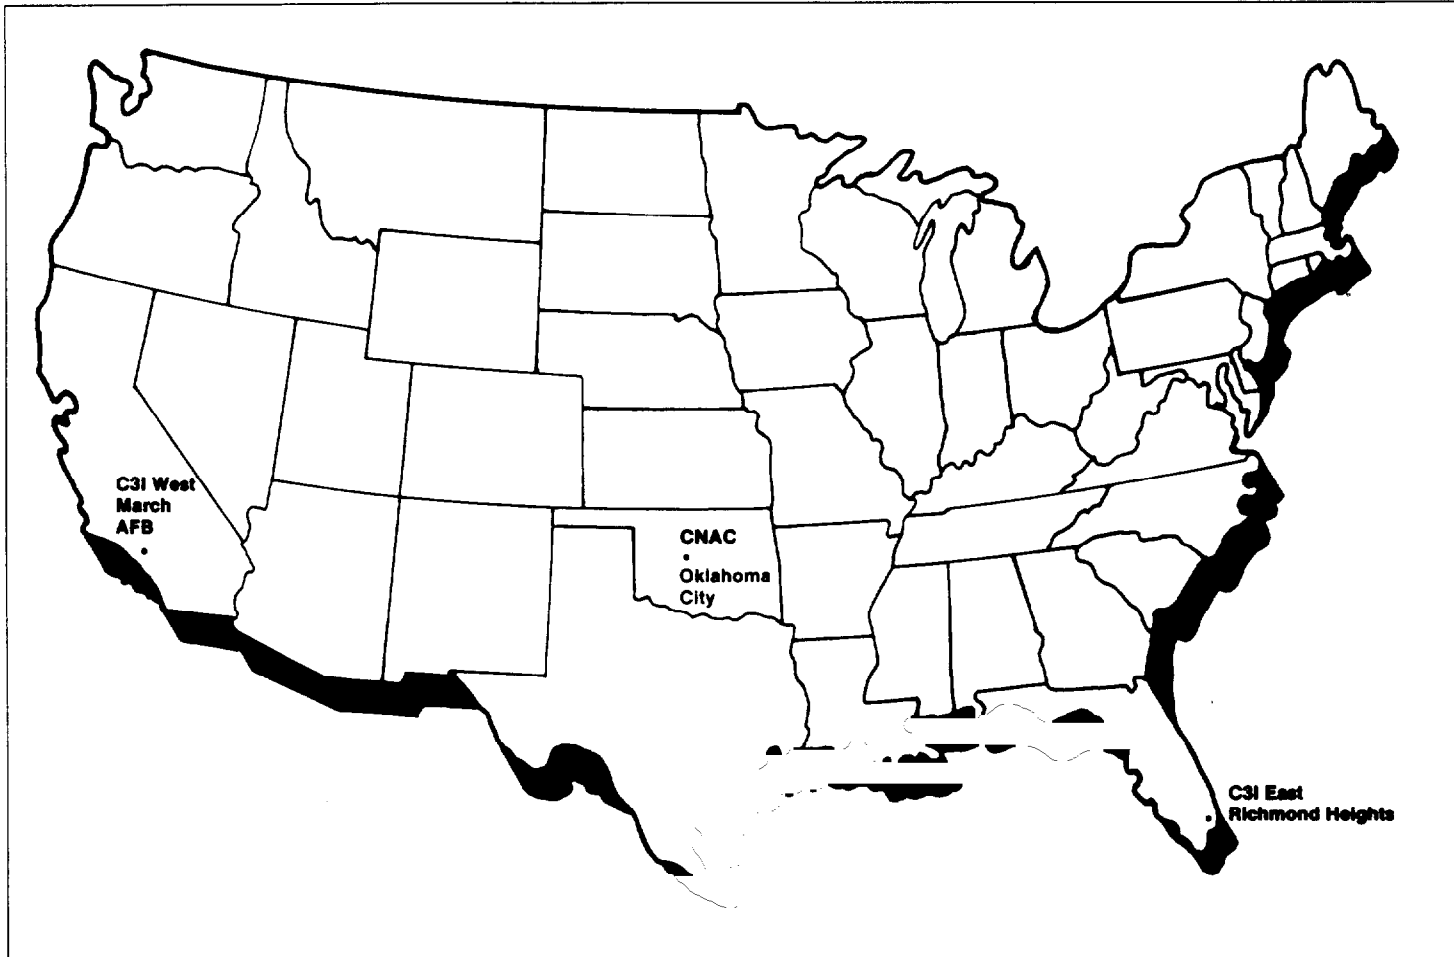 C3I West
March
AFB
CNAC
Oklahoma
City
C3I East
Richmond Heights